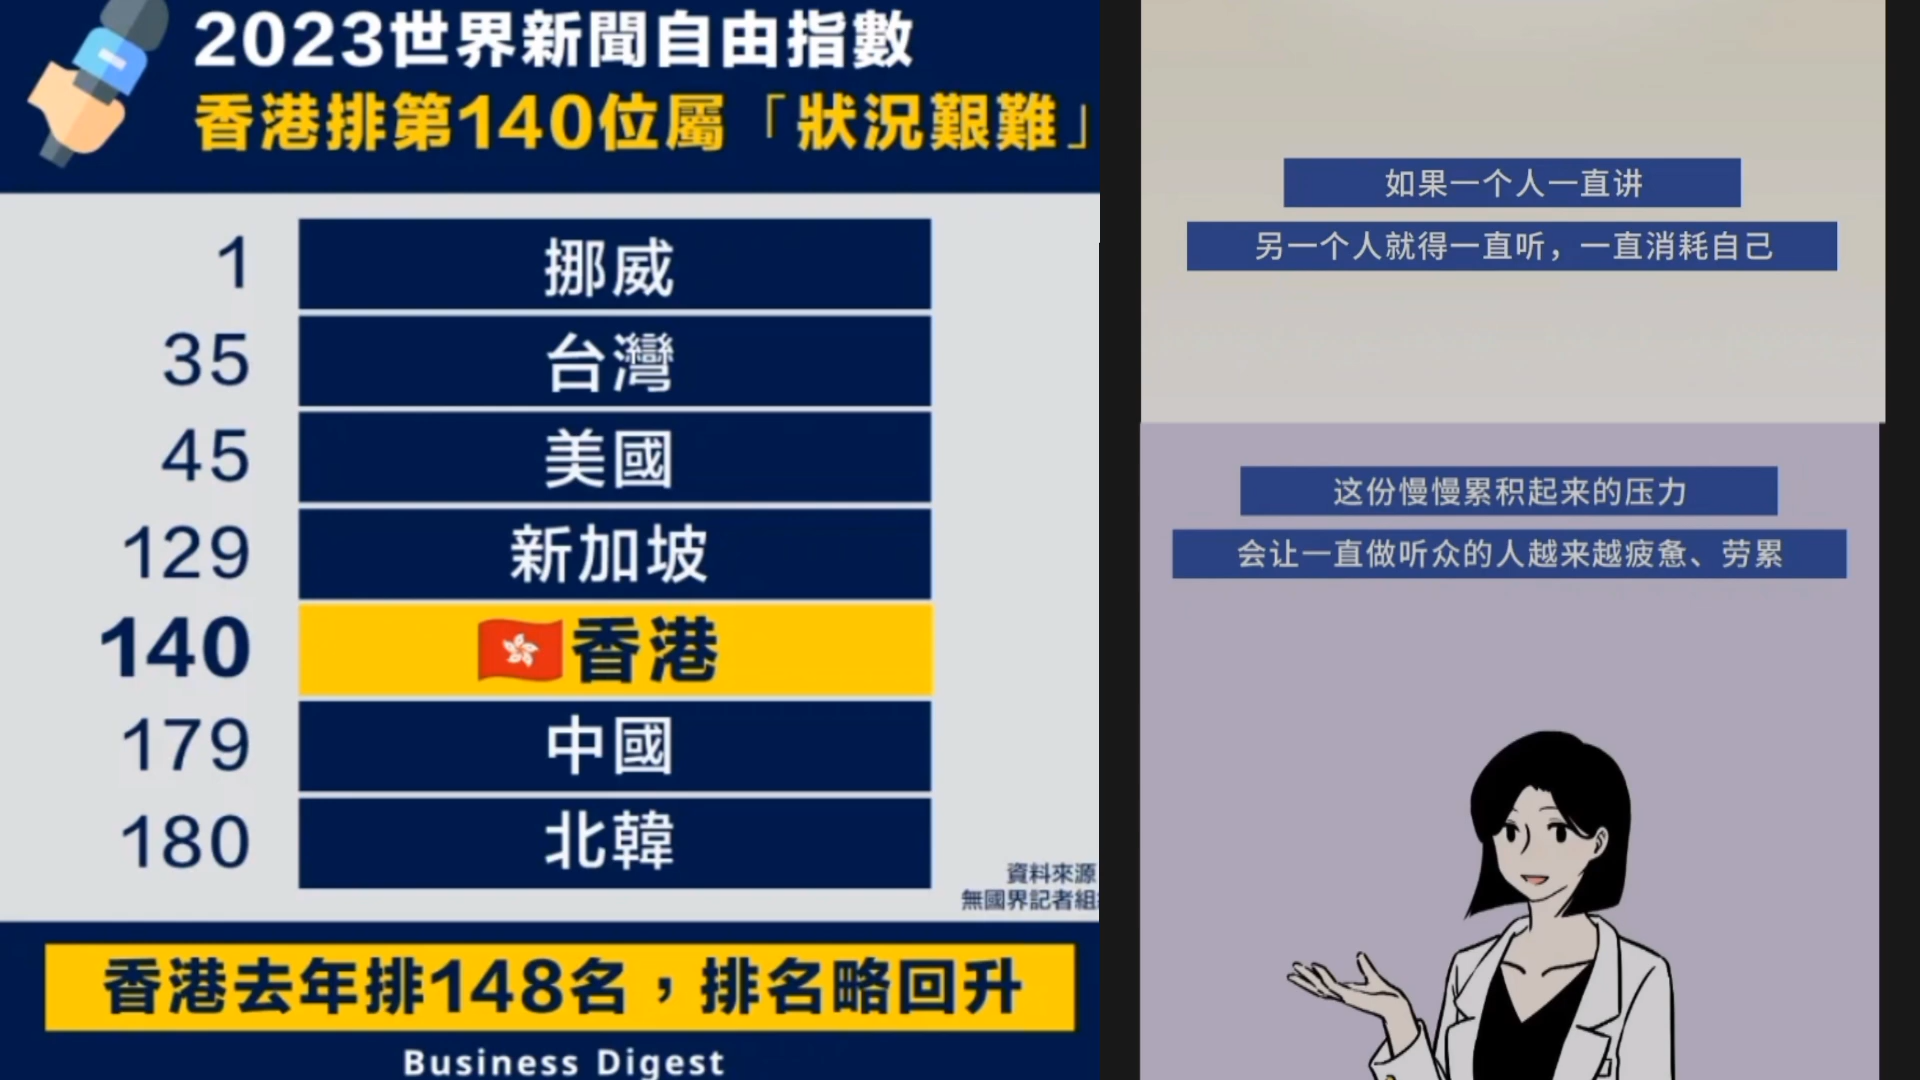 2023世界新聞自由指數
香港排第140位屬「狀況艱難」
1 挪威
35 台灣
45 美國
129 新加坡
140 香港
179 中國
180 北韓
資料來源
無國界記者組
香港去年排148名，排名略回升
Business Digest
如果一个人一直讲
另一个人就得一直听，一直消耗自己
这份慢慢累积起来的压力
会让一直做听众的人越来越疲惫、劳累